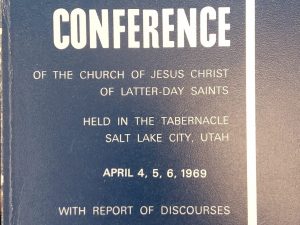 CONFERENCE
OF THE CHURCH OF JESUS CHRIST
OF LATTER-DAY SAINTS
HELD IN THE TABERNACLE
SALT LAKE CITY, UTAH
APRIL 4, 5, 6, 1969
WITH REPORT OF DISCOURSES